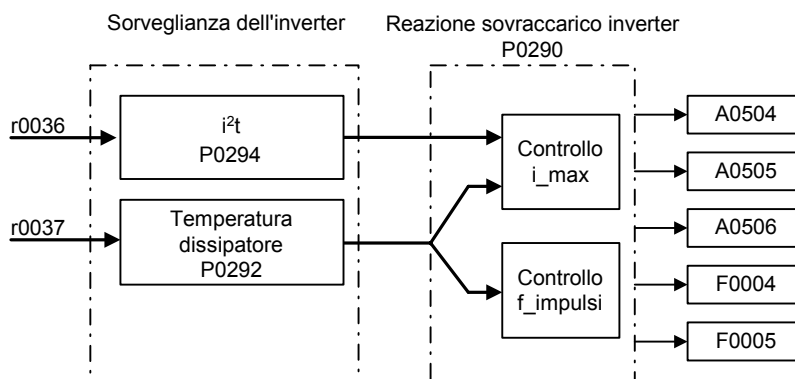 Sorveglianza dell'inverter
Reazione sovraccarico inverter
P0290
r0036
i²t
P0294
r0037
Temperatura
dissipatore
P0292
Controllo
i_max
Controllo
f_impulsi
A0504
A0505
A0506
F0004
F0005